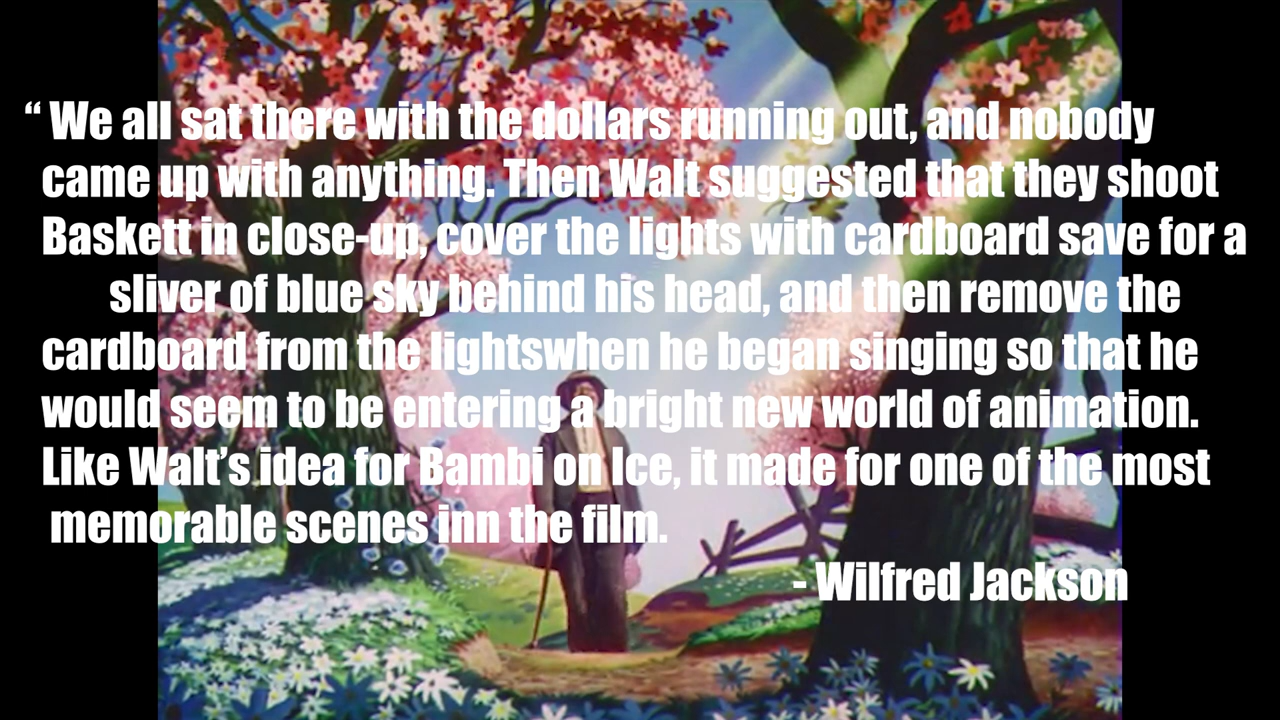 “ We all sat there with the dollars running out, and nobody
came up with anything. Then Walt suggested that they shoot
Baskett in close-up, cover the lights with cardboard save for a
sliver of blue sky behind his head, and then remove the
cardboard from the lightswhen he began singing so that he
would seem to be entering a bright new world of animation.
Like Walt’s idea for Bambi on Ice, it made for one of the most
memorable scenes inn the film.
- Wilfred Jackson